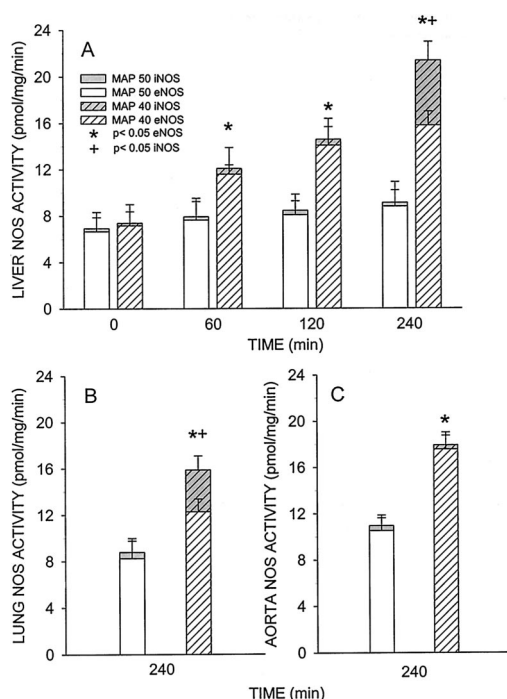 A
LIVER NOS ACTIVITY (pmol/mg/min)
24
20
16
12
8
4
0
MAP 50 iNOS
MAP 50 eNOS
MAP 40 iNOS
MAP 40 eNOS
* p< 0.05 eNOS
+ p< 0.05 iNOS
*
*
*+
0 60 120 240
TIME (min)
B
LUNG NOS ACTIVITY (pmol/mg/min)
24
20
16
12
8
4
0
*+
240
C
AORTA NOS ACTIVITY (pmol/mg/min)
24
20
16
12
8
4
0
*
240
TIME (min)